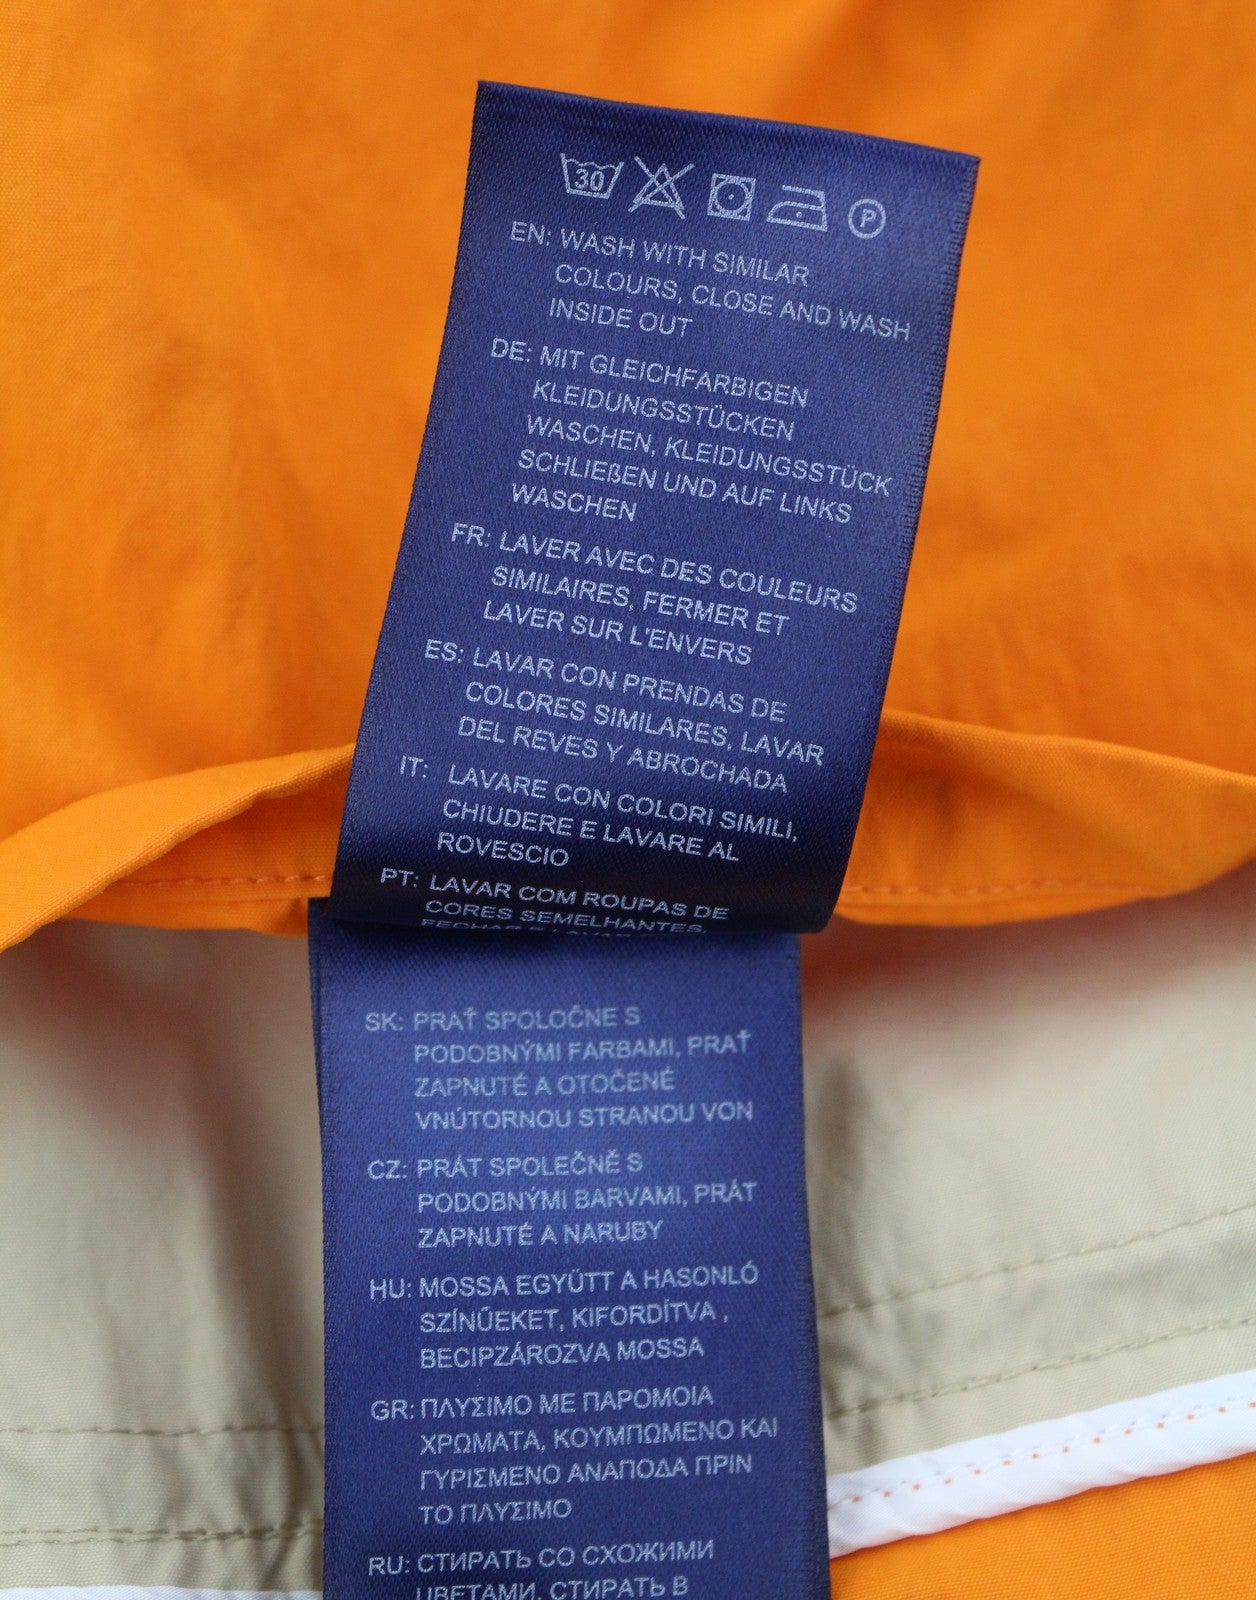 30
P
EN: WASH WITH SIMILAR
COLOURS, CLOSE AND WASH
INSIDE OUT
DE: MIT GLEICHFARBIGEN
KLEIDUNGSSTÜCKEN
WASCHEN, KLEIDUNGSSTÜCK
SCHLIEßEN UND AUF LINKS
WASCHEN
FR: LAVER AVEC DES COULEURS
SIMILAIRES, FERMER ET
LAVER SUR L'ENVERS
ES: LAVAR CON PRENDAS DE
COLORES SIMILARES, LAVAR
DEL REVES Y ABROCHADA
IT: LAVARE CON COLORI SIMILI,
CHIUDERE E LAVARE AL
ROVESCIO
PT: LAVAR COM ROUPAS DE
CORES SEMELHANTES,
FECHAR E LAVAR
SK: PRAŤ SPOLOČNE S
PODOBNÝMI FARBAMI, PRAŤ
ZAPNUTÉ A OTOČENÉ
VNÚTORNOU STRANOU VON
CZ: PRÁT SPOLEČNĚ S
PODOBNÝMI BARVAMI, PRÁT
ZAPNUTÉ A NARUBY
HU: MOSSA EGYÜTT A HASONLÓ
SZÍNŰEKET, KIFORDÍTVA ,
BECIPZÁROZVA MOSSA
GR: ΠΛΥΣΙΜΟ ΜΕ ΠΑΡΟΜΟΙΑ
ΧΡΩΜΑΤΑ, ΚΟΥΜΠΩΜΕΝΟ ΚΑΙ
ΓΥΡΙΣΜΕΝΟ ΑΝΑΠΟΔΑ ΠΡΙΝ
ΤΟ ΠΛΥΣΙΜΟ
RU: СТИРАТЬ СО СХОЖИМИ
ЦВЕТАМИ, СТИРАТЬ В